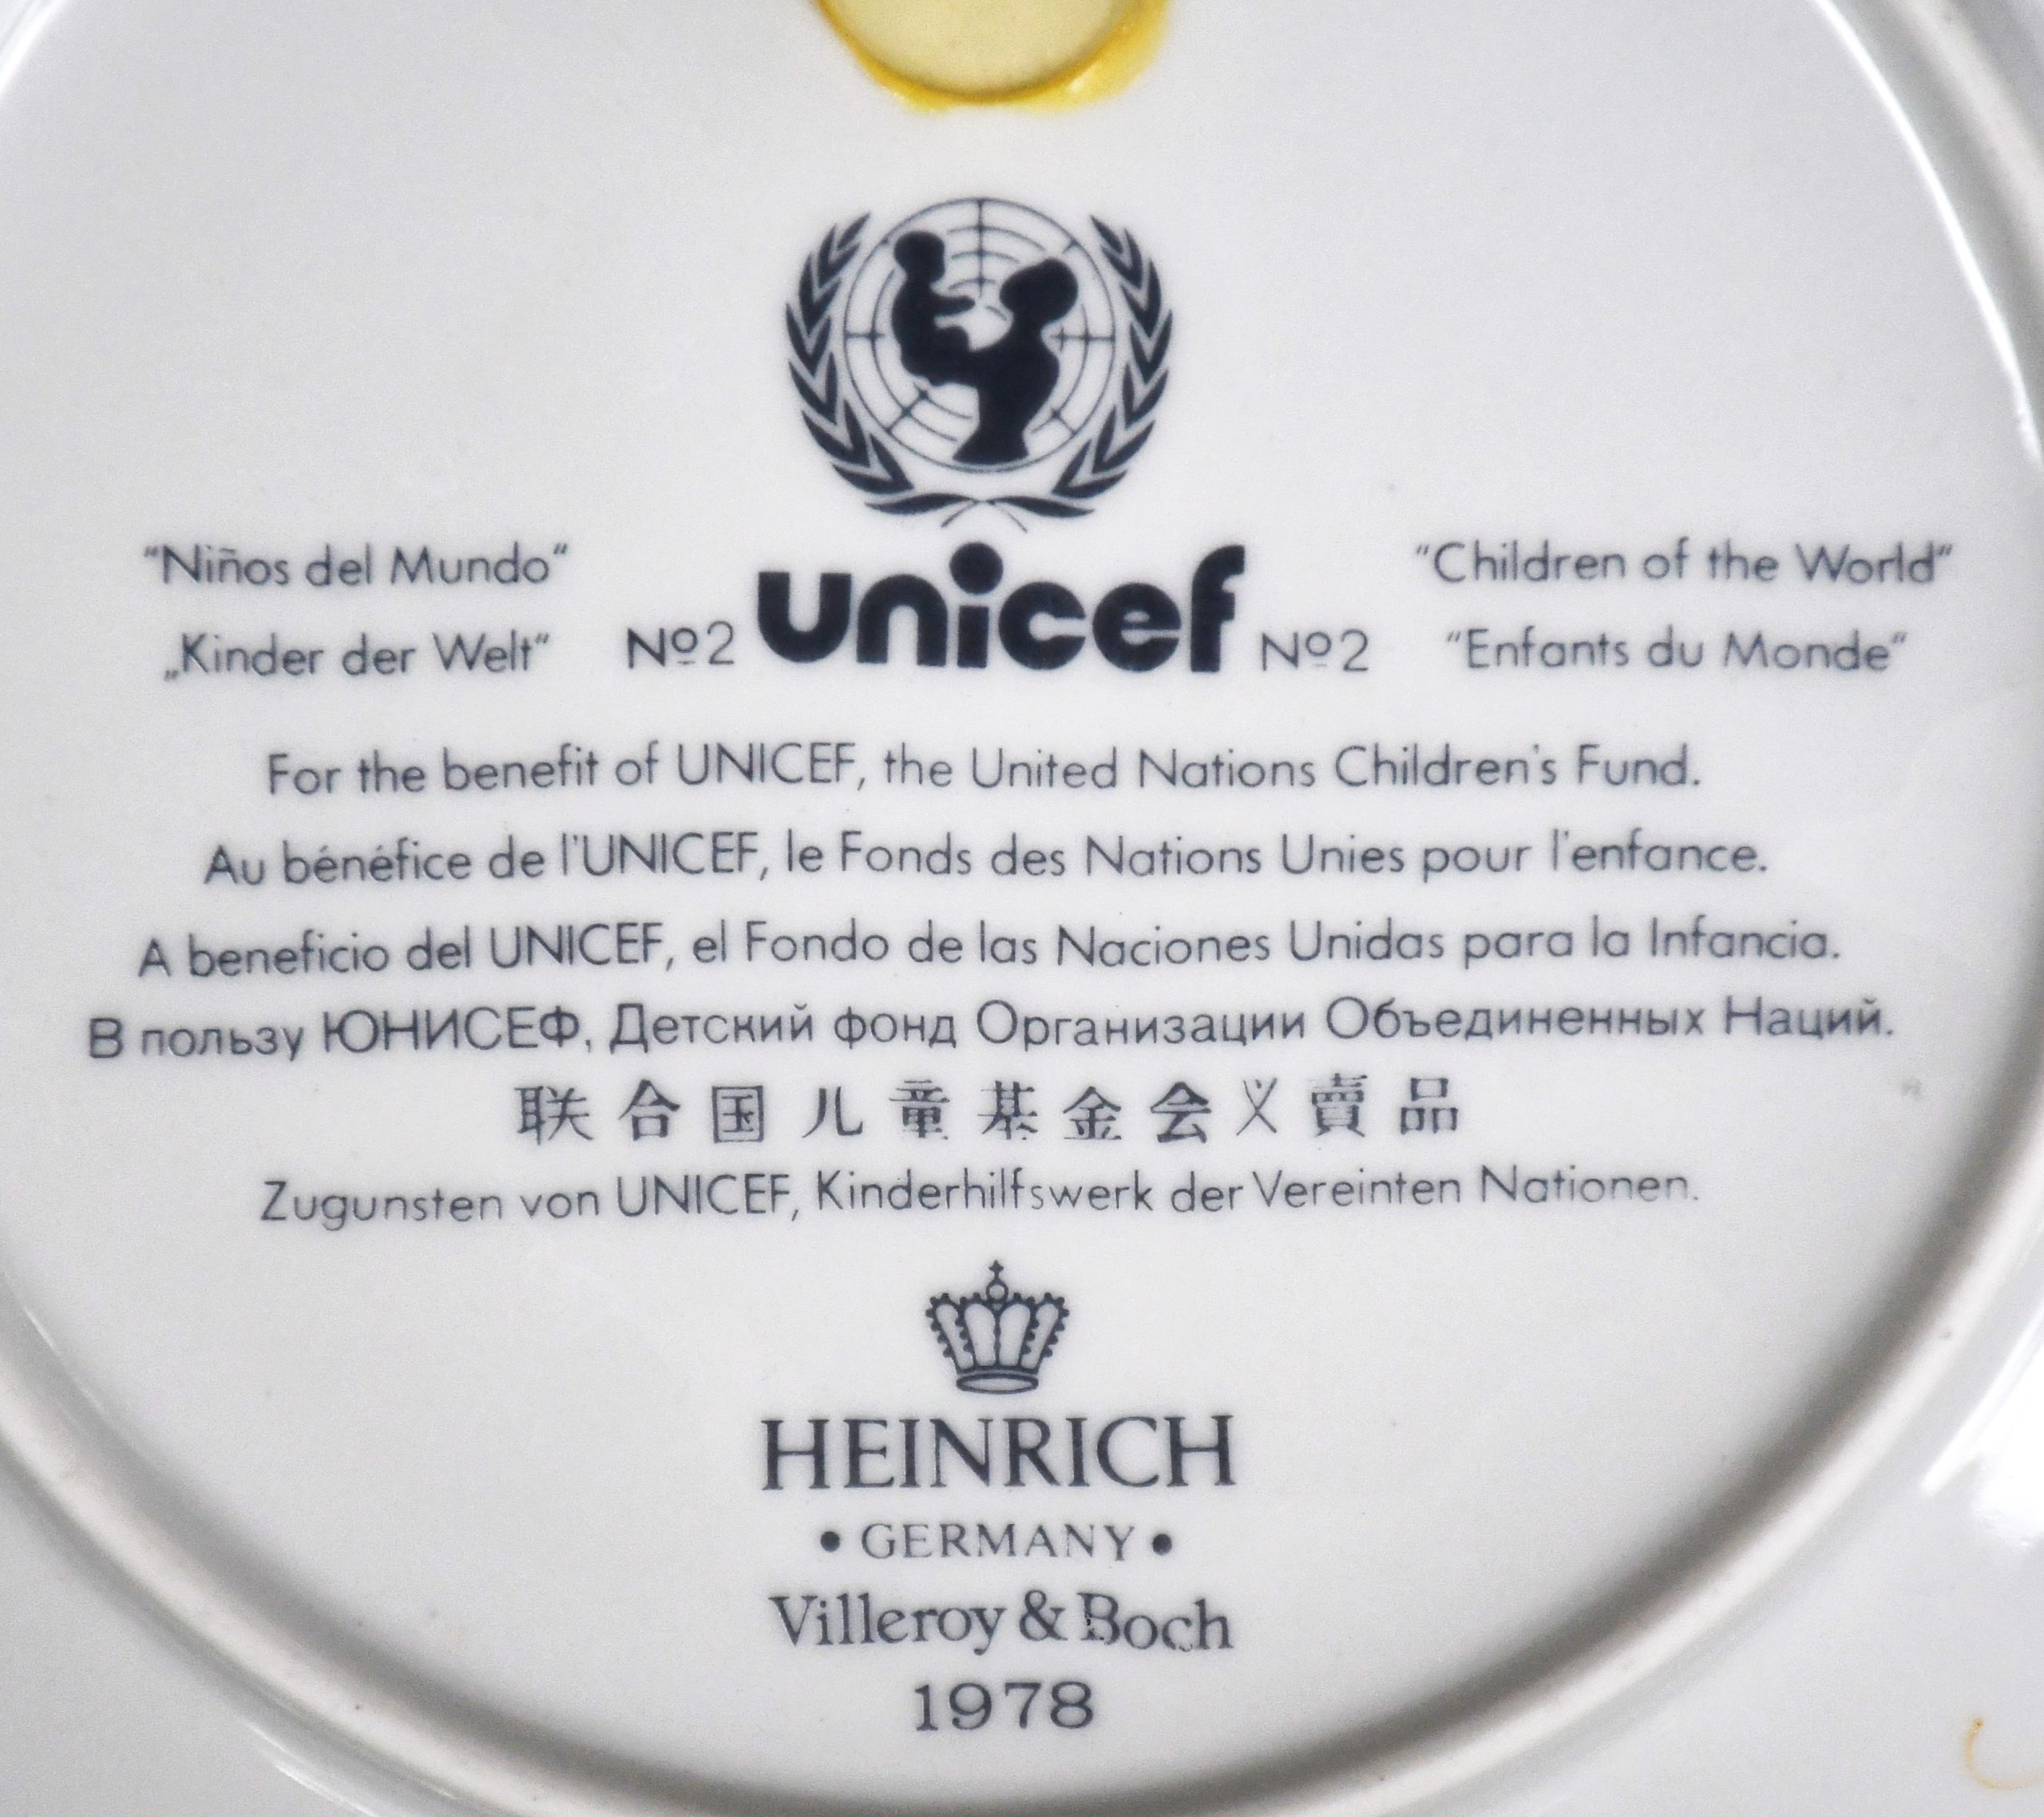 “Niños del Mundo“ “Children of the World“
unicef
„Kinder der Welt“ Nº2 Nº2 “Enfants du Monde“
For the benefit of UNICEF, the United Nations Children's Fund.
Au bénéfice de l'UNICEF, le Fonds des Nations Unies pour l'enfance.
A beneficio del UNICEF, el Fondo de las Naciones Unidas para la Infancia.
В пользу ЮНИСЕФ, Детский фонд Организации Объединенных Наций.
联合国儿童基金会义賣品
Zugunsten von UNICEF, Kinderhilfswerk der Vereinten Nationen.
HEINRICH
• GERMANY •
Villeroy & Boch
1978